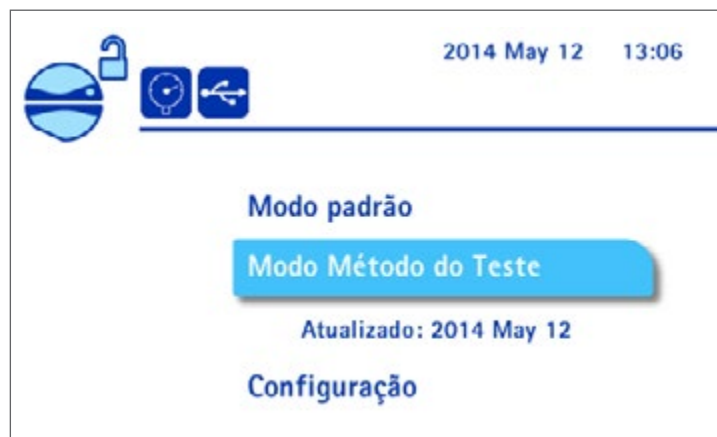 2014 May 12 13:06
Modo padrão
Modo Método do Teste
Atualizado: 2014 May 12
Configuração